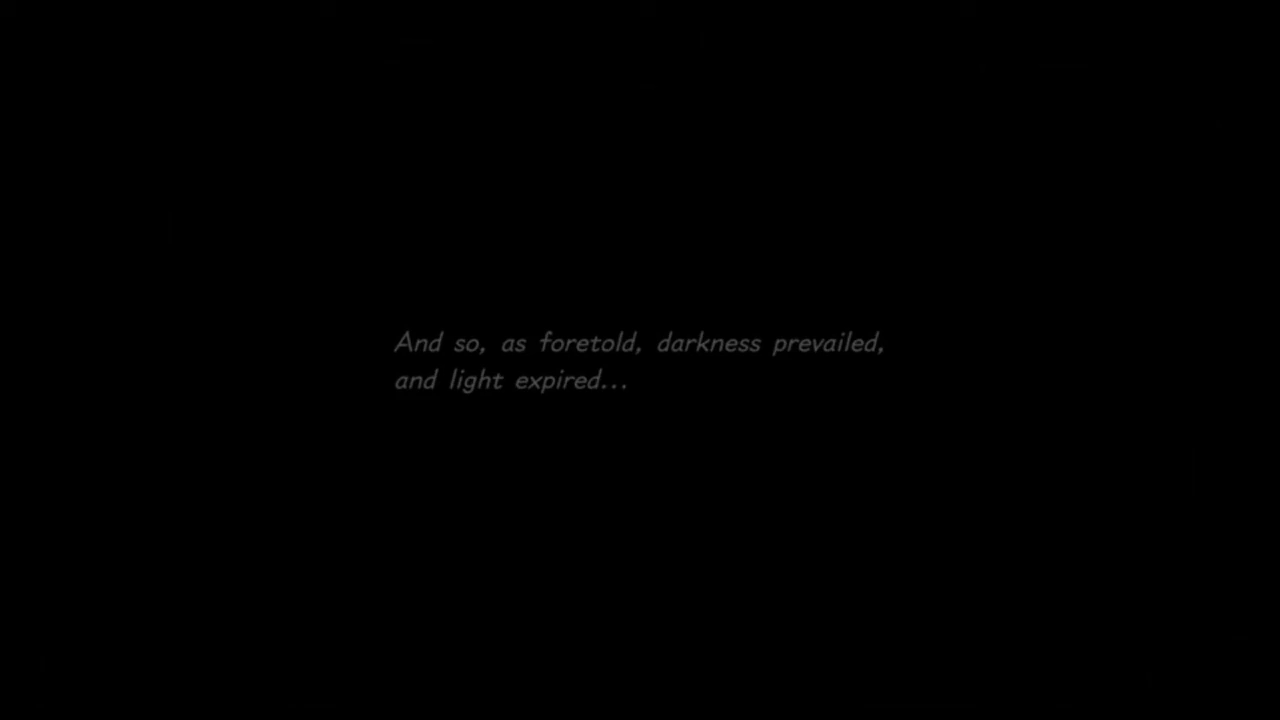 And so, as foretold, darkness prevailed,
and light expired...